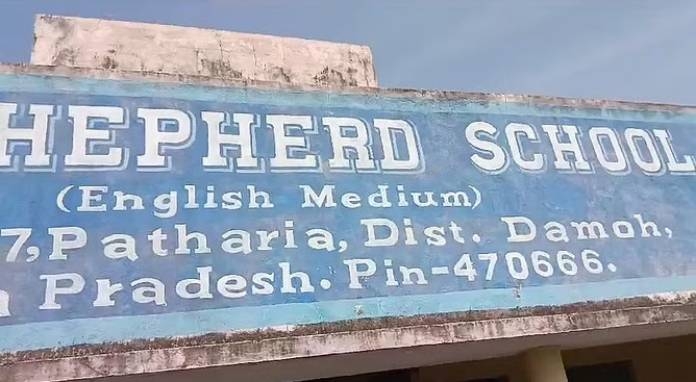 HEPHERD SCHOOL
(English Medium)
7, Patharia, Dist. Damoh,
Pradesh. Pin-470666.